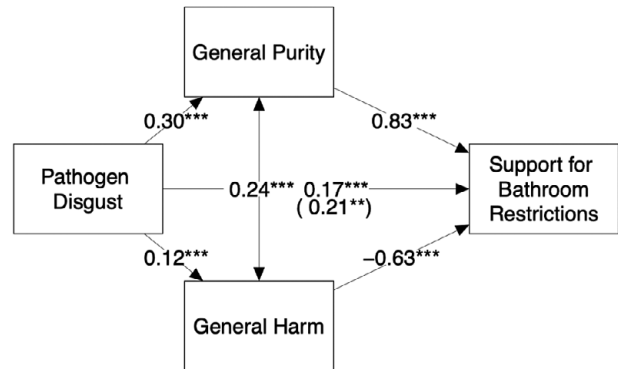 General Purity
0.30***
0.83***
Pathogen
Disgust
0.24***
0.17***
( 0.21**)
Support for
Bathroom
Restrictions
0.12***
−0.63***
General Harm